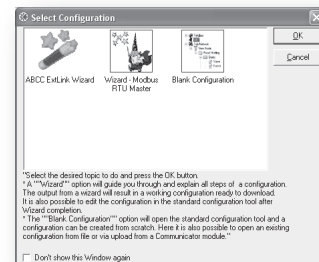 Select Configuration
OK
Cancel
ABCC ExtLink Wizard
Wizard - Modbus
RTU Master
Blank Configuration
"Select the desired topic to do and press the OK button.
* A ""Wizard"" option will guide you through and explain all steps of a configuration.
The output from a wizard will result in a working configuration ready to download.
It is also possible to edit the configuration in the standard configuration tool after
Wizard completion.
* The ""Blank Configuration"" option will open the standard configuration tool and a
configuration can be created from scratch. Here it is also possible to open an existing
configuration from file or via upload from a Communicator module."
Don't show this Window again